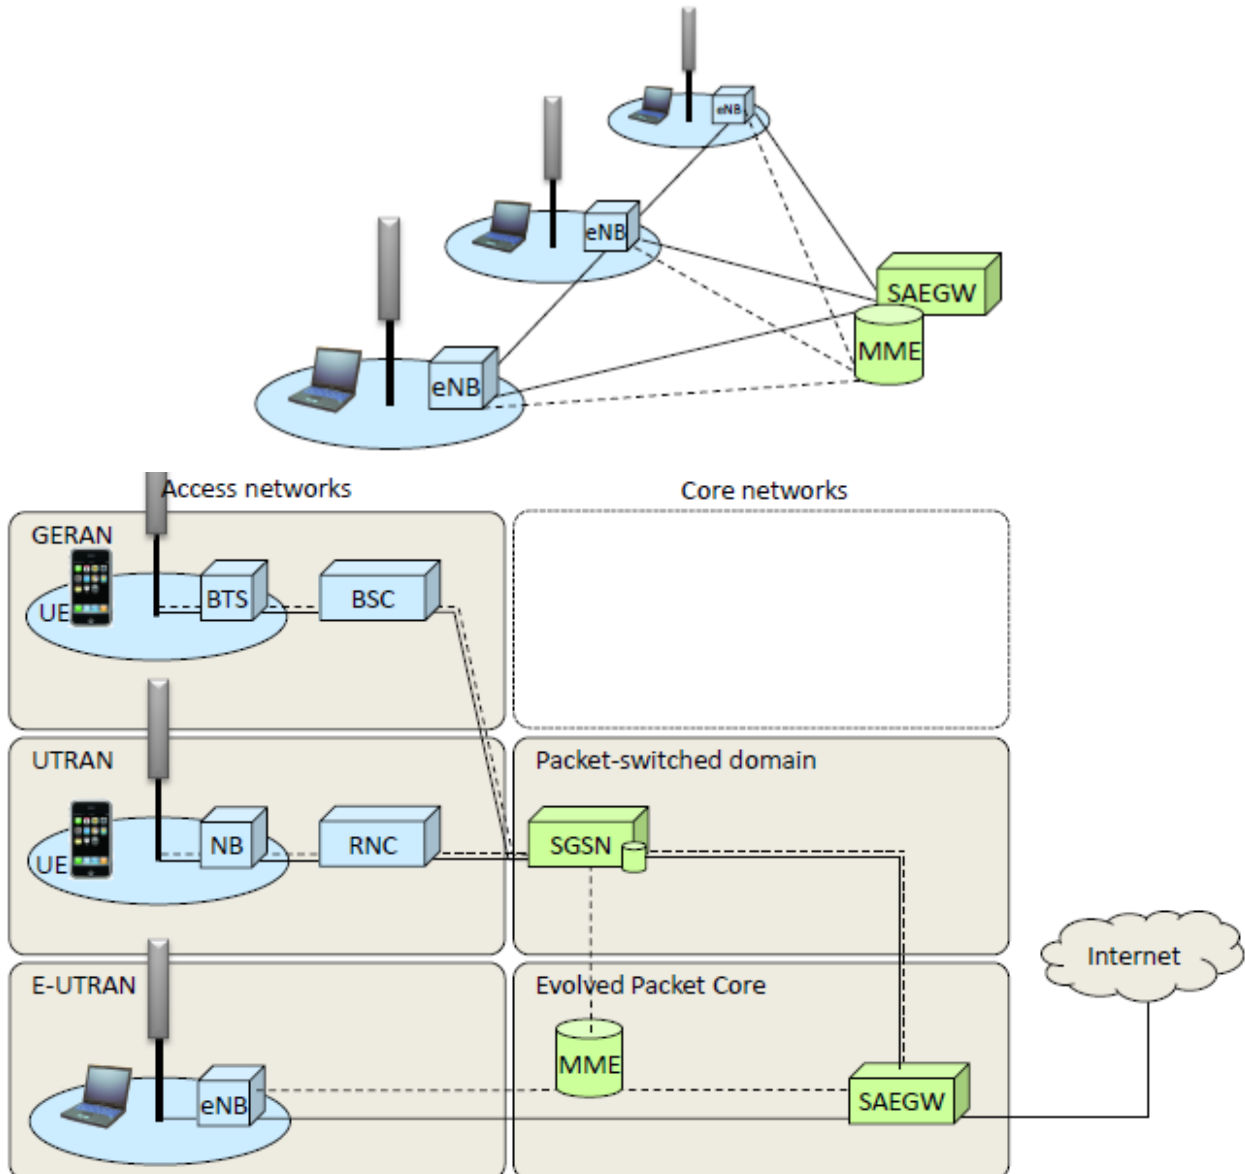 eNB
eNB
SAEGW
MME
eNB
Access networks
Core networks
GERAN
UE
BTS
BSC
UTRAN
Packet-switched domain
UE
NB
RNC
SGSN
Internet
E-UTRAN
Evolved Packet Core
MME
eNB
SAEGW